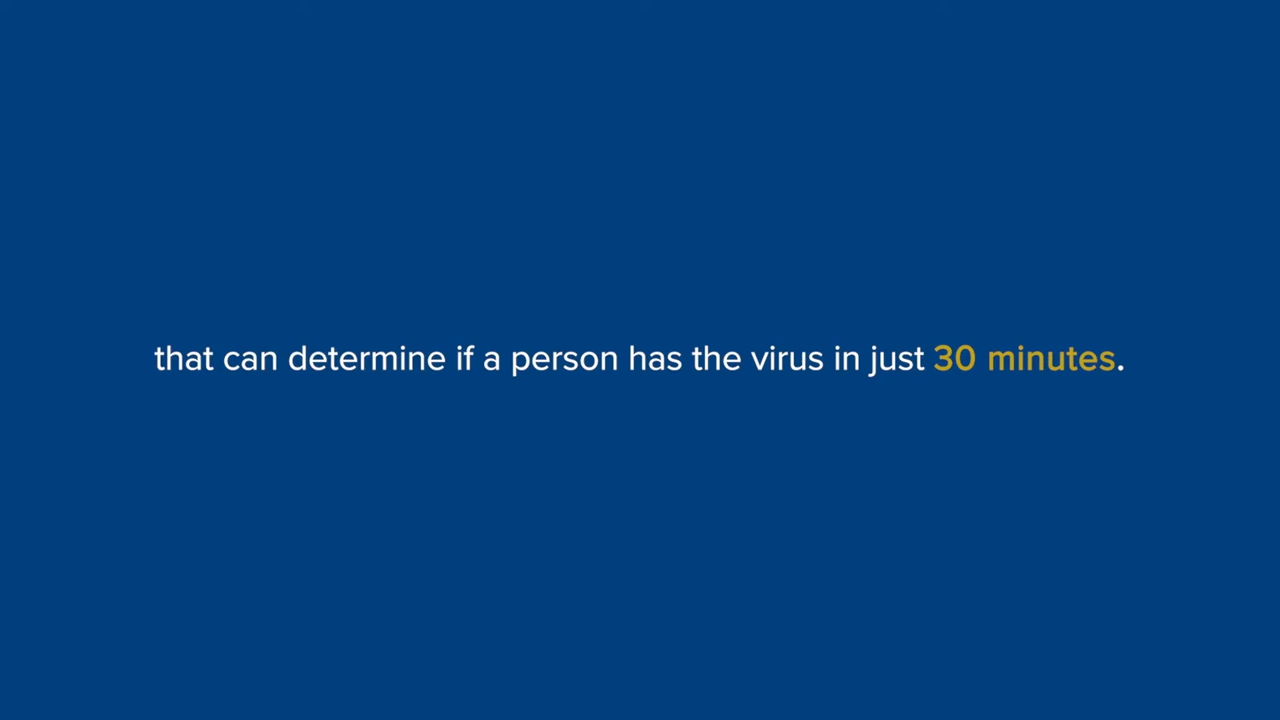 that can determine if a person has the virus in just 30 minutes.